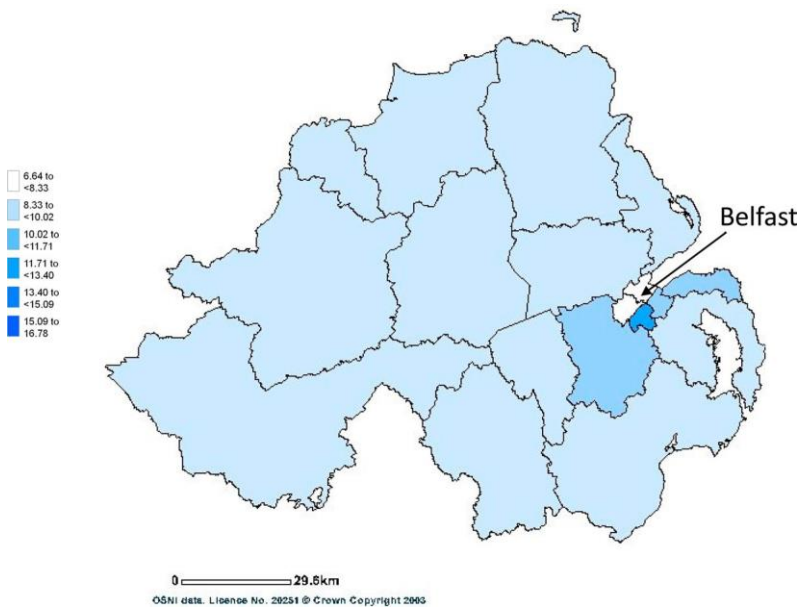 6.64 to
<8.33
8.33 to
<10.02
10.02 to
<11.71
11.71 to
<13.40
13.40 to
<15.09
15.09 to
16.78
Belfast
0 29.6km
OSNI data. Licence No. 20251 © Crown Copyright 2003